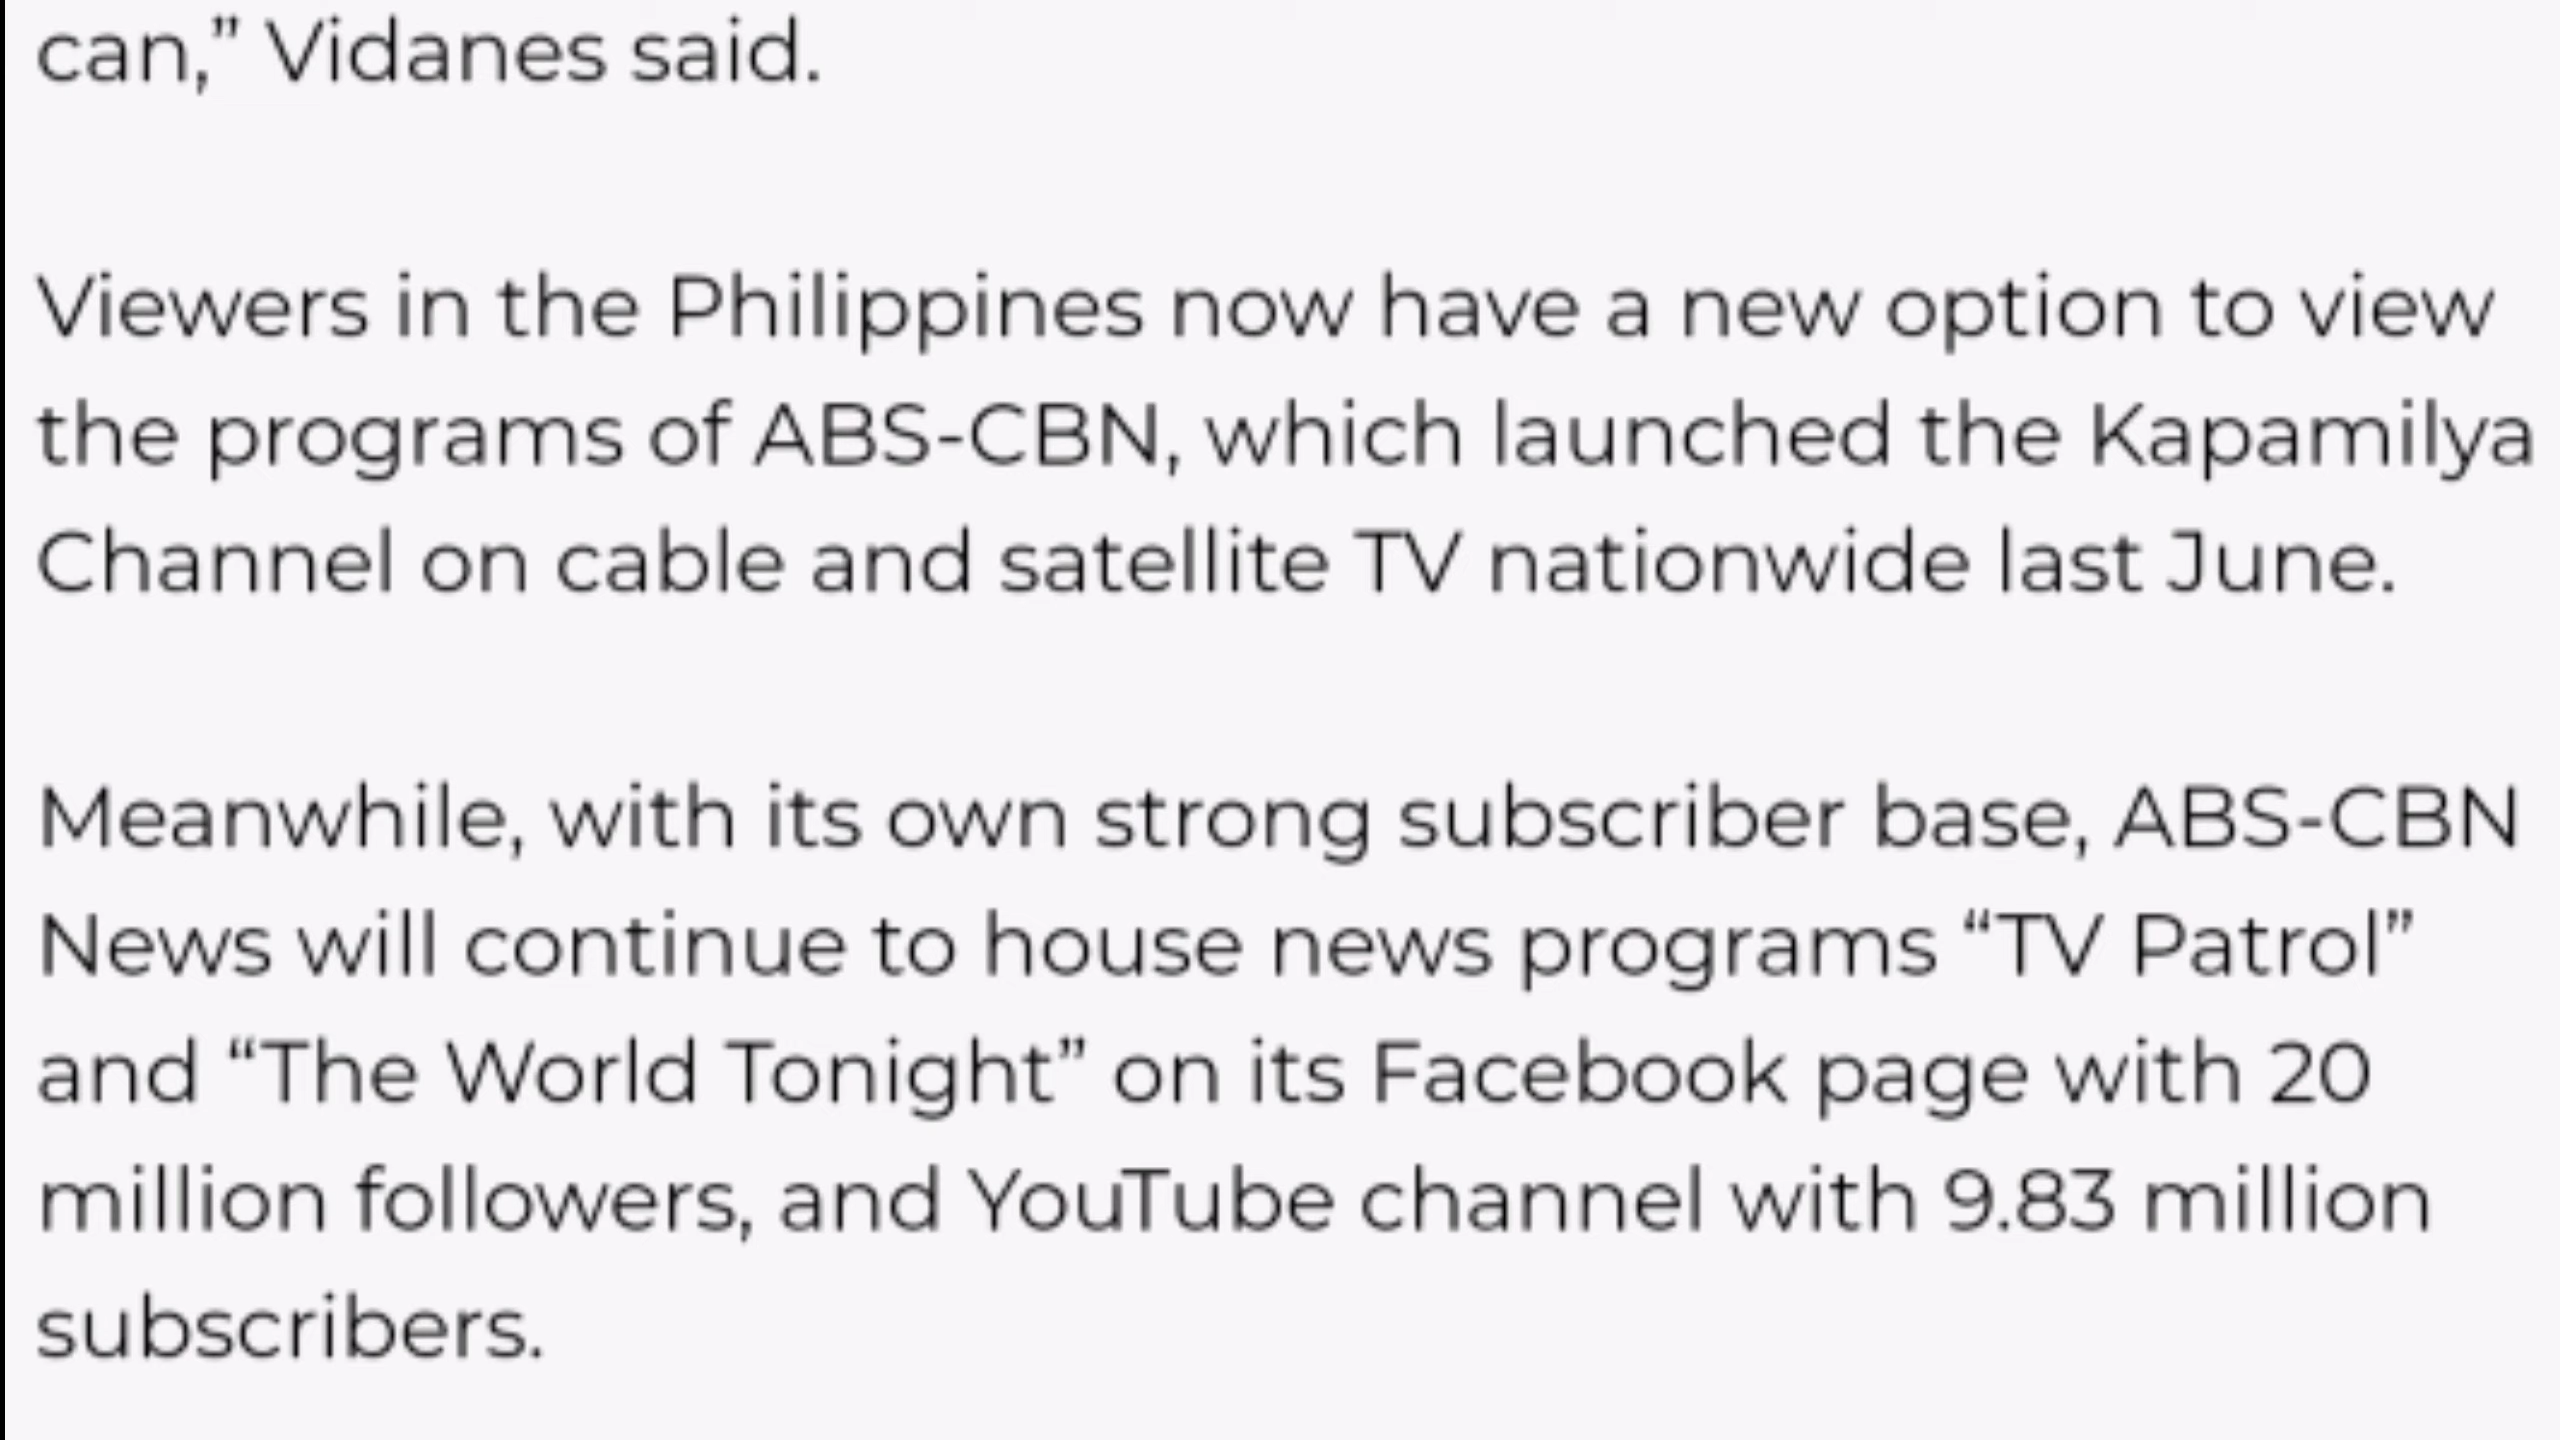 can,” Vidanes said.
Viewers in the Philippines now have a new option to view
the programs of ABS-CBN, which launched the Kapamilya
Channel on cable and satellite TV nationwide last June.
Meanwhile, with its own strong subscriber base, ABS-CBN
News will continue to house news programs “TV Patrol”
and “The World Tonight” on its Facebook page with 20
million followers, and YouTube channel with 9.83 million
subscribers.